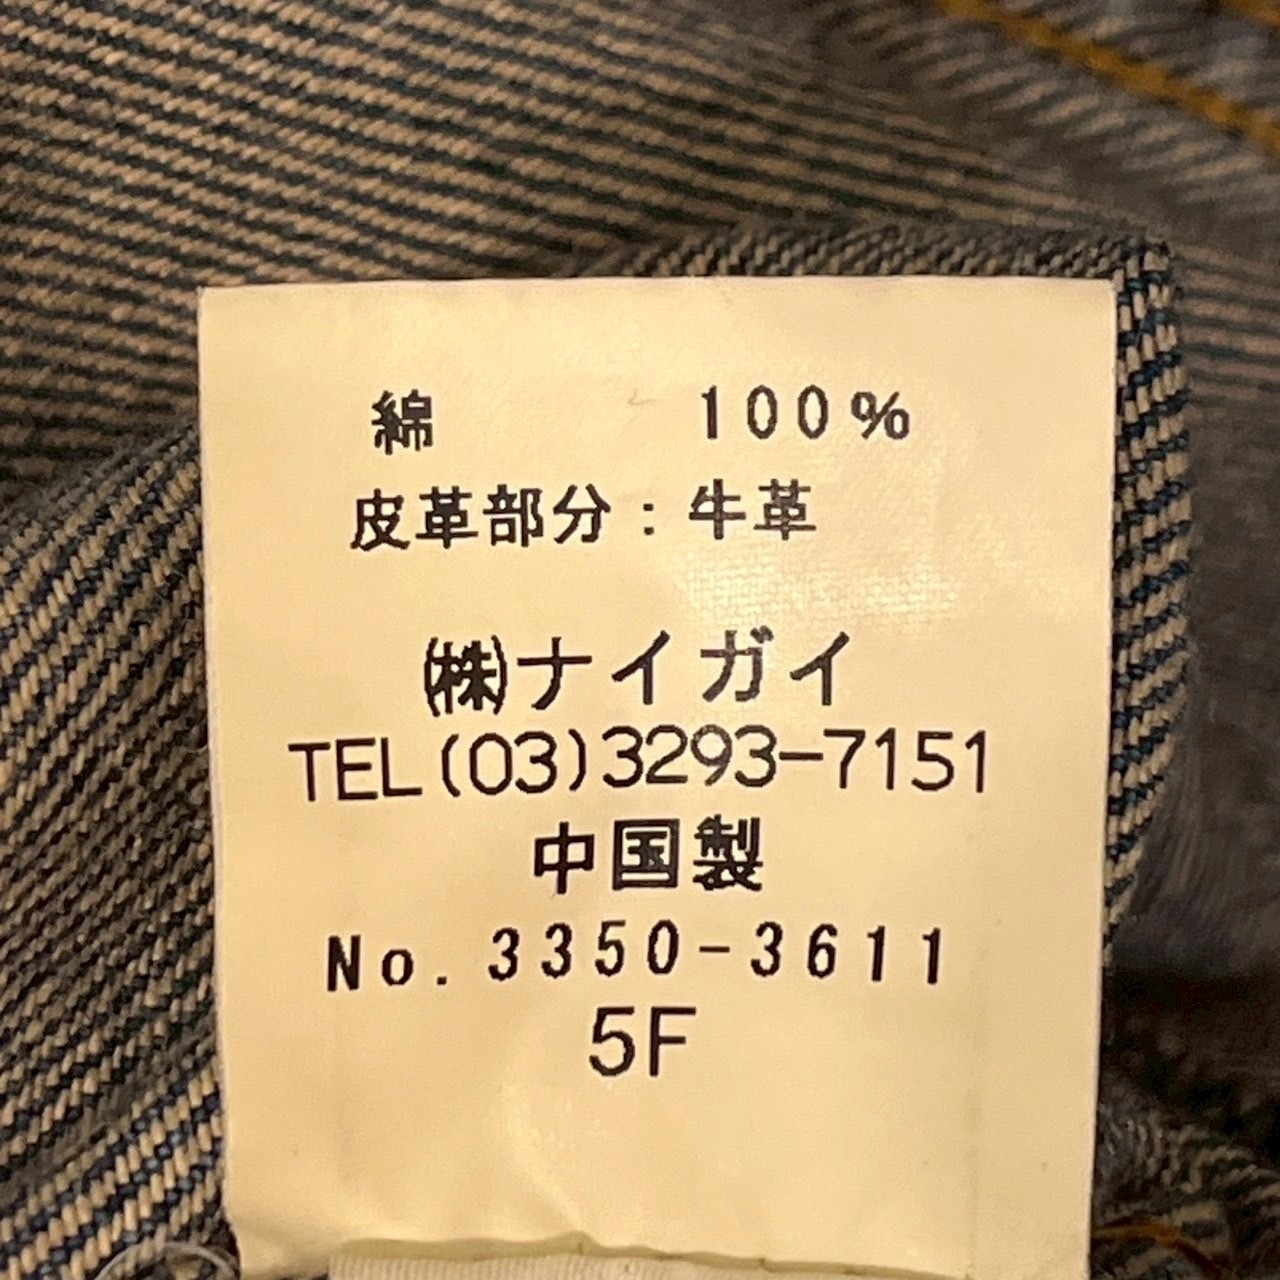 綿 100%
皮革部分:牛革
㈱ナイガイ
TEL(03)3293-7151
中国製
No.3350-3611
5F